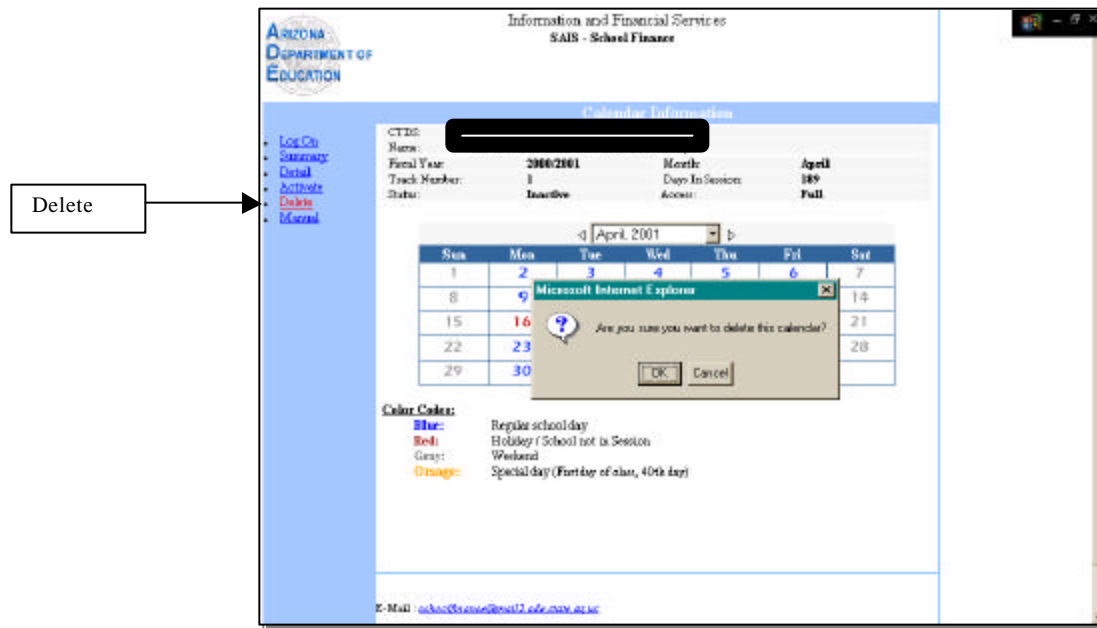 Information and Financial Services
SAIS - School Finance
ARIZONA
DEPARTMENT OF
EDUCATION
Calendar Information
Log On
Summary
Detail
Activate
Delete
Manual
Delete
CTDS:
Name:
Fiscal Year: 2000/2001 Month: April
Track Number: 1 Days In Session: 189
Status: Inactive Access: Full
April, 2001
Sun Mon Tue Wed Thu Fri Sat
1 2 3 4 5 6 7
8 9 14
15 16 21
22 23 28
29 30
Microsoft Internet Explorer
Are you sure you want to delete this calendar?
OK Cancel
Color Codes:
Blue: Regular school day
Red: Holiday / School not in Session
Gray: Weekend
Orange: Special day (First day of class, 40th day)
E-Mail :